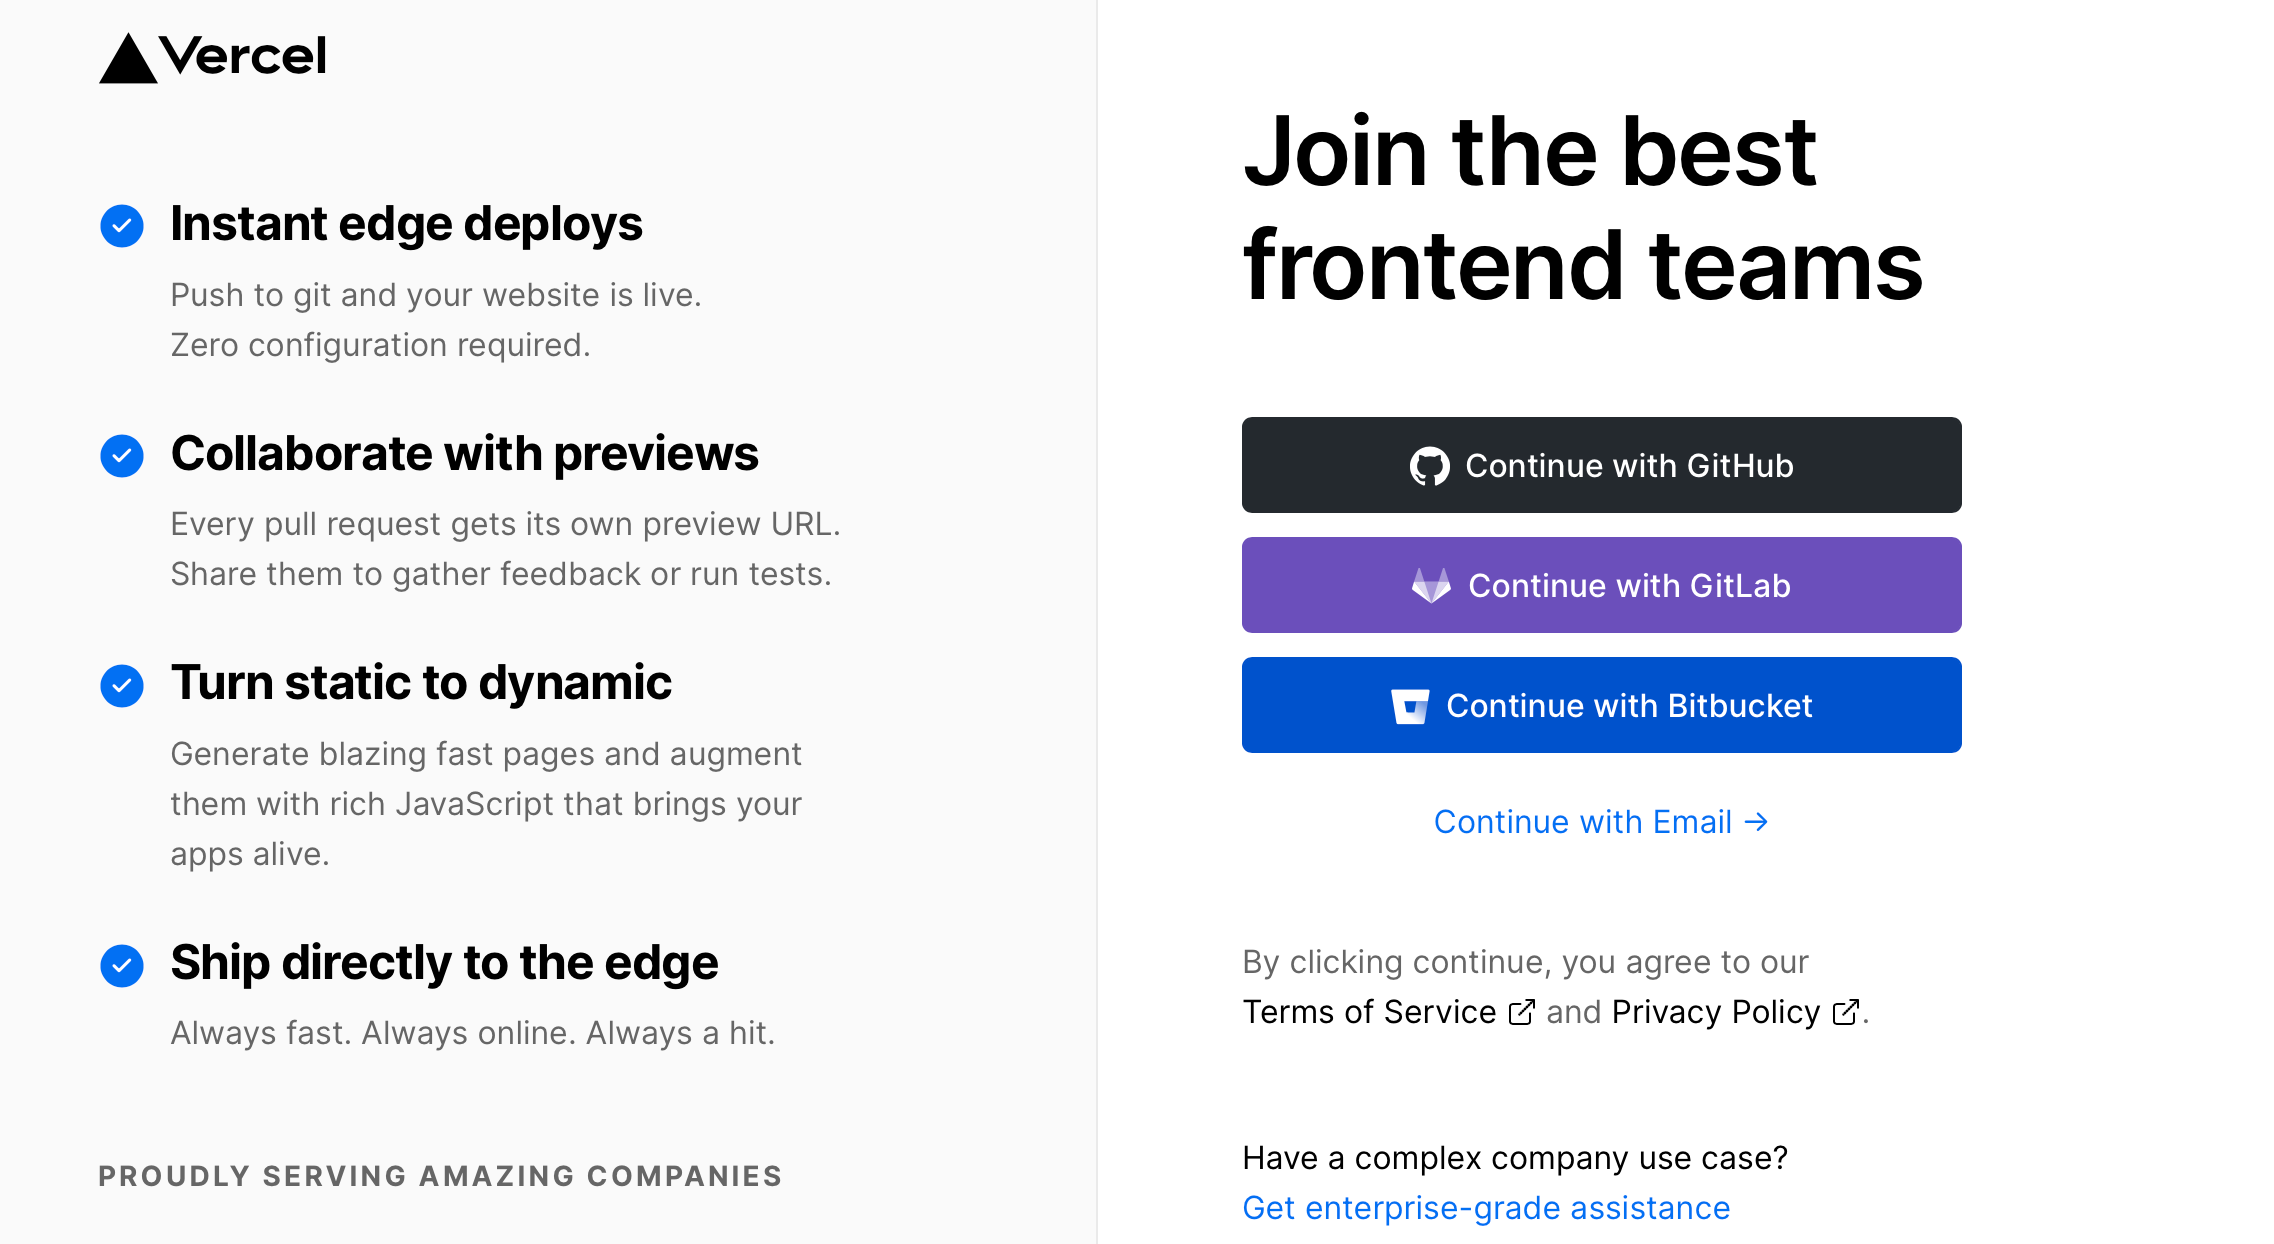 Vercel
Instant edge deploys
Push to git and your website is live.
Zero configuration required.
Collaborate with previews
Every pull request gets its own preview URL.
Share them to gather feedback or run tests.
Turn static to dynamic
Generate blazing fast pages and augment
them with rich JavaScript that brings your
apps alive.
Ship directly to the edge
Always fast. Always online. Always a hit.
PROUDLY SERVING AMAZING COMPANIES
Join the best
frontend teams
Continue with GitHub
Continue with GitLab
Continue with Bitbucket
Continue with Email →
By clicking continue, you agree to our
Terms of Service and Privacy Policy.
Have a complex company use case?
Get enterprise-grade assistance